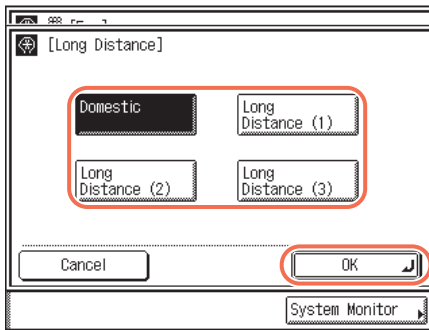 [Long Distance]
Domestic
Long
Distance (1)
Long
Distance (2)
Long
Distance (3)
Cancel
OK
System Monitor